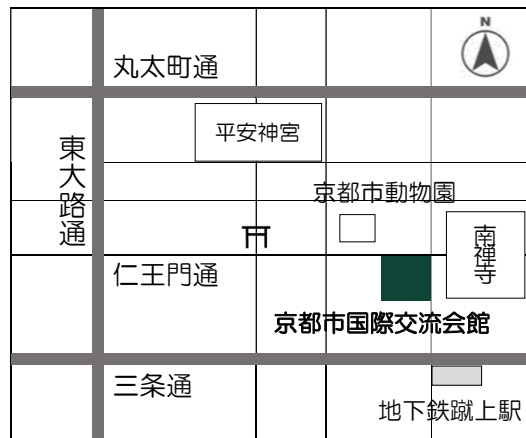 N
丸太町通
平安神宮
東大路通
京都市動物園
南禅寺
仁王門通
京都市国際交流会館
三条通
地下鉄蹴上駅